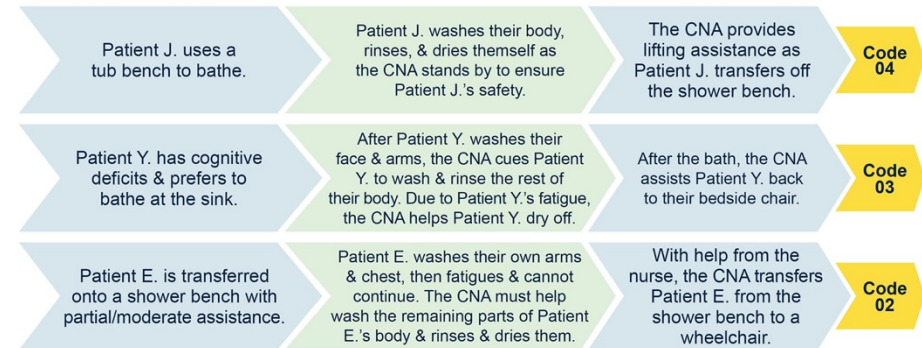 Patient J. uses a
tub bench to bathe.
Patient J. washes their body,
rinses, & dries themself as
the CNA stands by to ensure
Patient J.'s safety.
The CNA provides
lifting assistance as
Patient J. transfers off
the shower bench.
Code
04
Patient Y. has cognitive
deficits & prefers to
bathe at the sink.
After Patient Y. washes their
face & arms, the CNA cues Patient
Y. to wash & rinse the rest of
their body. Due to Patient Y.'s fatigue,
the CNA helps Patient Y. dry off.
After the bath, the CNA
assists Patient Y. back
to their bedside chair.
Code
03
Patient E. is transferred
onto a shower bench with
partial/moderate assistance.
Patient E. washes their own arms
& chest, then fatigues & cannot
continue. The CNA must help
wash the remaining parts of Patient
E.'s body & rinses & dries them.
With help from the
nurse, the CNA transfers
Patient E. from the
shower bench to a
wheelchair.
Code
02